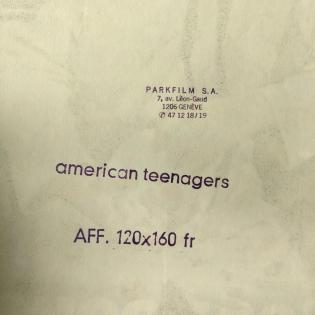 PARKFILM S.A.
7, av. Léon-Gaud
1206 GENÈVE
✆ 47 12 18/19
american teenagers
AFF. 120x160 fr